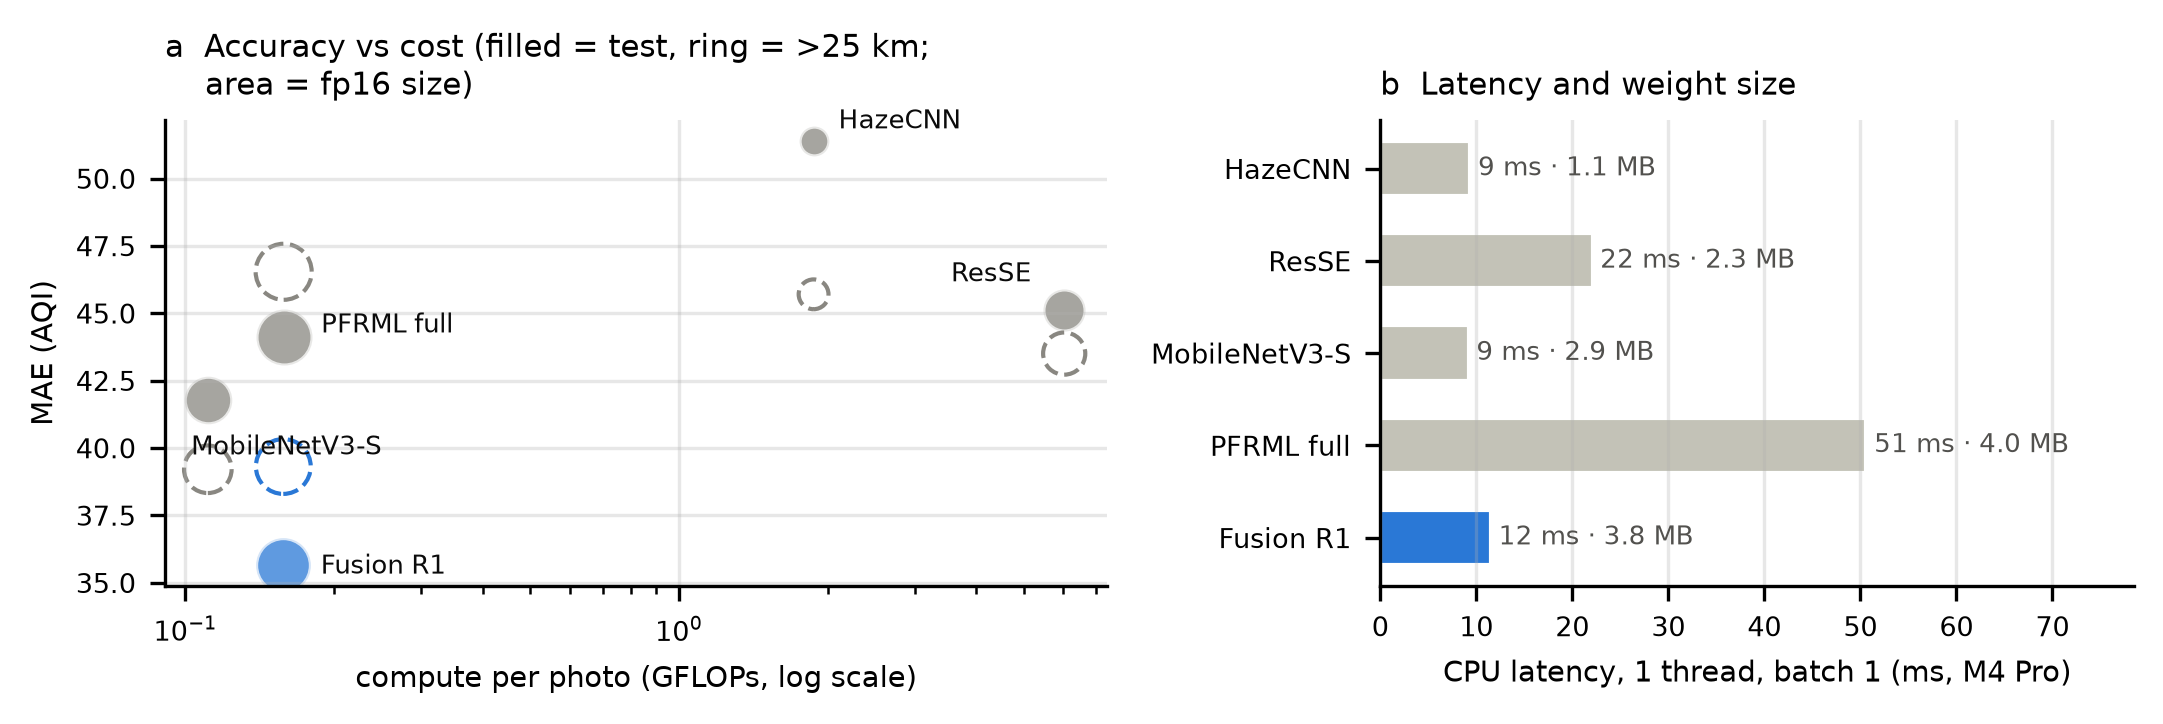 a  Accuracy vs cost (filled = test, ring = >25 km;
area = fp16 size)
MAE (AQI)
50.0
47.5
45.0
42.5
40.0
37.5
35.0
HazeCNN
ResSE
PFRML full
MobileNetV3-S
Fusion R1
10⁻¹
10⁰
compute per photo (GFLOPs, log scale)
b  Latency and weight size
HazeCNN
9 ms · 1.1 MB
ResSE
22 ms · 2.3 MB
MobileNetV3-S
9 ms · 2.9 MB
PFRML full
51 ms · 4.0 MB
Fusion R1
12 ms · 3.8 MB
0 10 20 30 40 50 60 70
CPU latency, 1 thread, batch 1 (ms, M4 Pro)